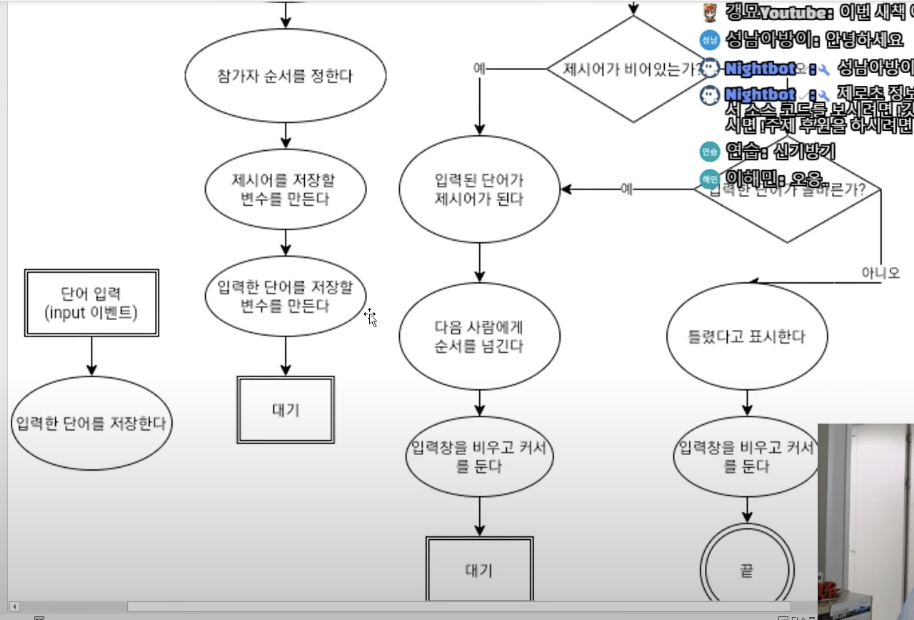 참가자 순서를 정한다
제시어를 저장할
변수를 만든다
입력한 단어를 저장할
변수를 만든다
대기
단어 입력
(input 이벤트)
입력한 단어를 저장한다
제시어가 비어있는가?
예
입력된 단어가
제시어가 된다
다음 사람에게
순서를 넘긴다
입력창을 비우고 커서
를 둔다
대기
예
입력한 단어가 올바른가?
아니오
틀렸다고 표시한다
입력창을 비우고 커서
를 둔다
끝
갱묘Youtube: 이번 새책
성남
성남아방이: 안녕하세요
Nightbot : 성남아방이
Nightbot : 제로초 정보
서 소스 코드를 보시려면
시면 주제 후원을 하시려면
연습
연습: 신기방기
해민
이혜민: 오옹..